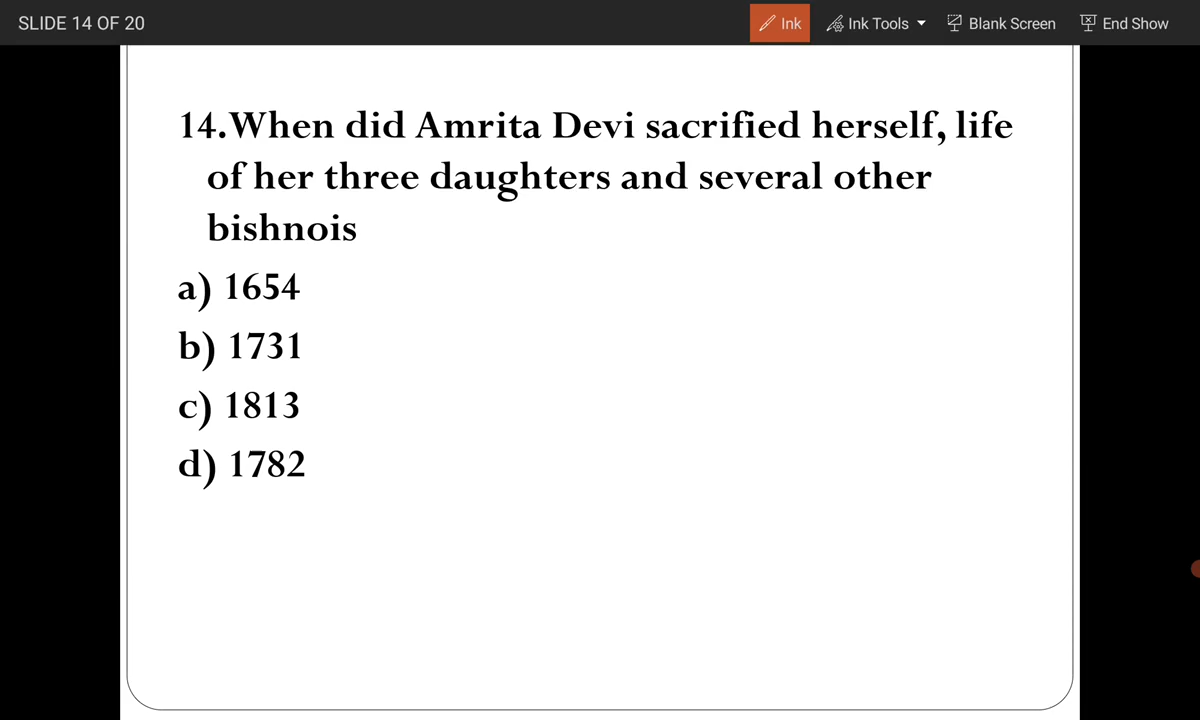 SLIDE 14 OF 20
Ink
Ink Tools
Blank Screen
End Show
14.When did Amrita Devi sacrified herself, life
of her three daughters and several other
bishnois
a) 1654
b) 1731
c) 1813
d) 1782